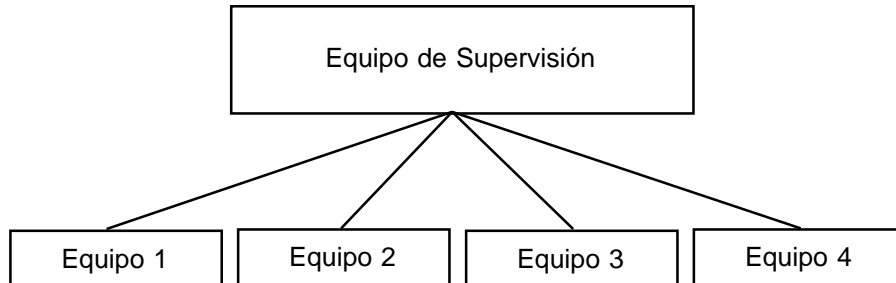 Equipo de Supervisión
Equipo 1
Equipo 2
Equipo 3
Equipo 4